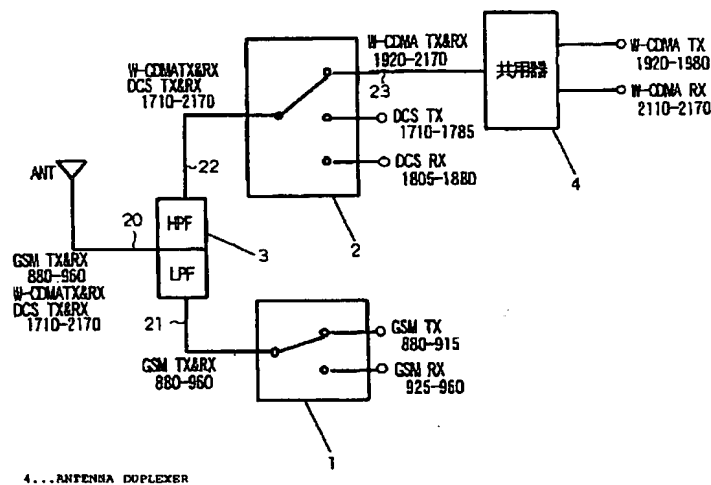 W-CDMA TX&RX
1920-2170
23
共用器
W-CDMA TX
1920-1980
W-CDMA RX
2110-2170
4
W-CDMATX&RX
DCS TX&RX
1710-2170
DCS TX
1710-1785
DCS RX
1805-1880
2
22
ANT
20
HPF
LPF
3
GSM TX&RX
880-960
W-CDMATX&RX
DCS TX&RX
1710-2170
21
GSM TX&RX
880-960
GSM TX
880-915
GSM RX
925-960
1
4...ANTENNA DUPLEXER